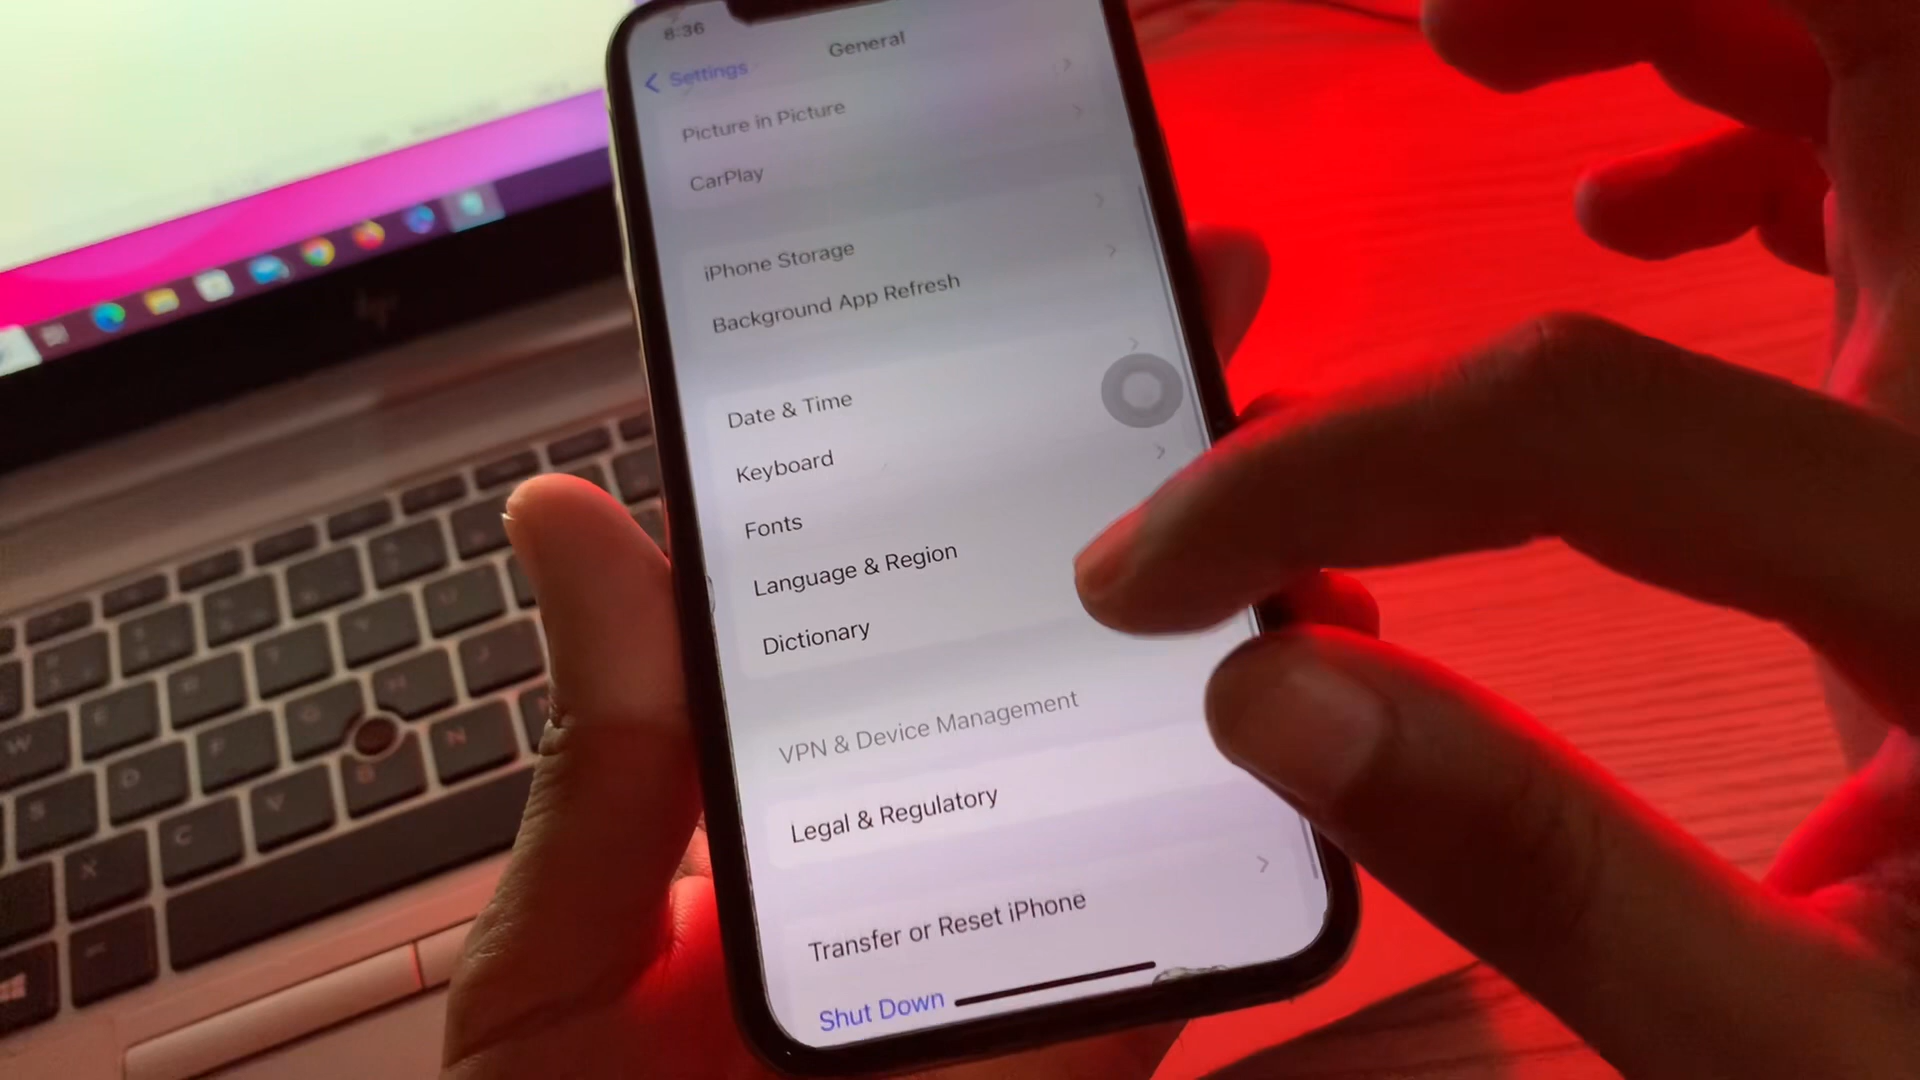 8:36
General
Settings
Picture in Picture
CarPlay
iPhone Storage
Background App Refresh
Date & Time
Keyboard
Fonts
Language & Region
Dictionary
VPN & Device Management
Legal & Regulatory
Transfer or Reset iPhone
Shut Down
hp
W
E
S
D
X
C
V
B
N